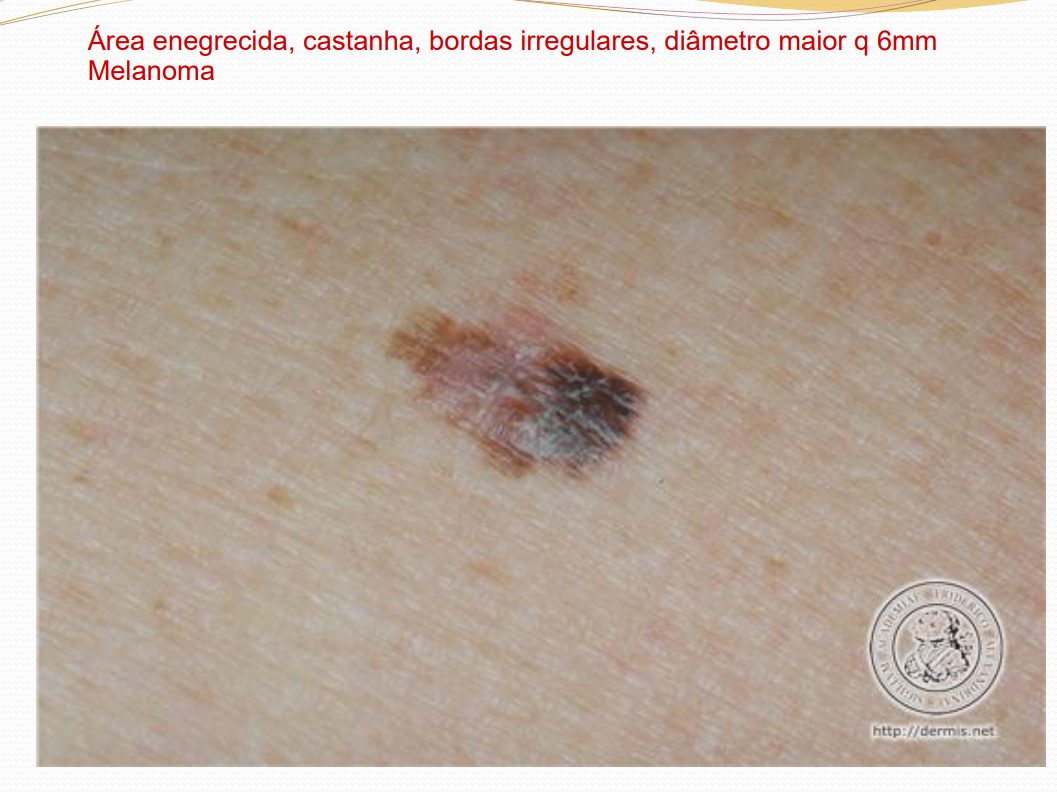 Área enegrecida, castanha, bordas irregulares, diâmetro maior q 6mm
Melanoma
http://dermis.net